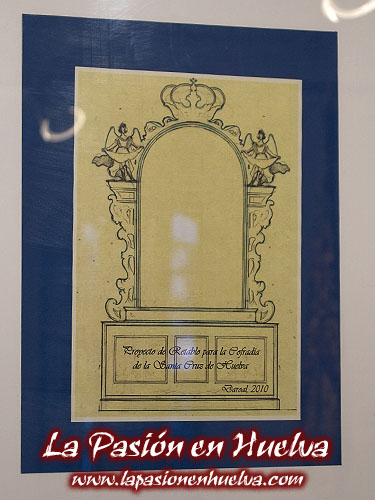 Proyecto de Retablo para la Cofradía
de la Santa Cruz de Huelva
Daroal, 2010
La Pasión en Huelva
www.lapasionenhuelva.com